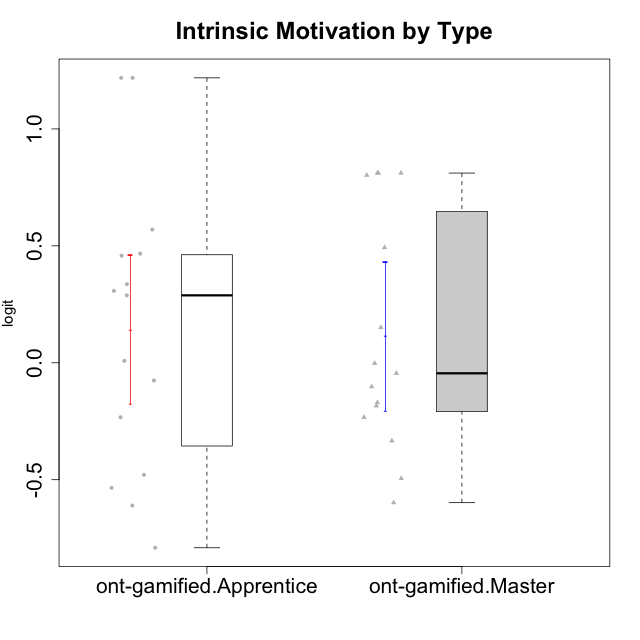 Intrinsic Motivation by Type
logit
1.0
0.5
0.0
-0.5
ont-gamified.Apprentice
ont-gamified.Master